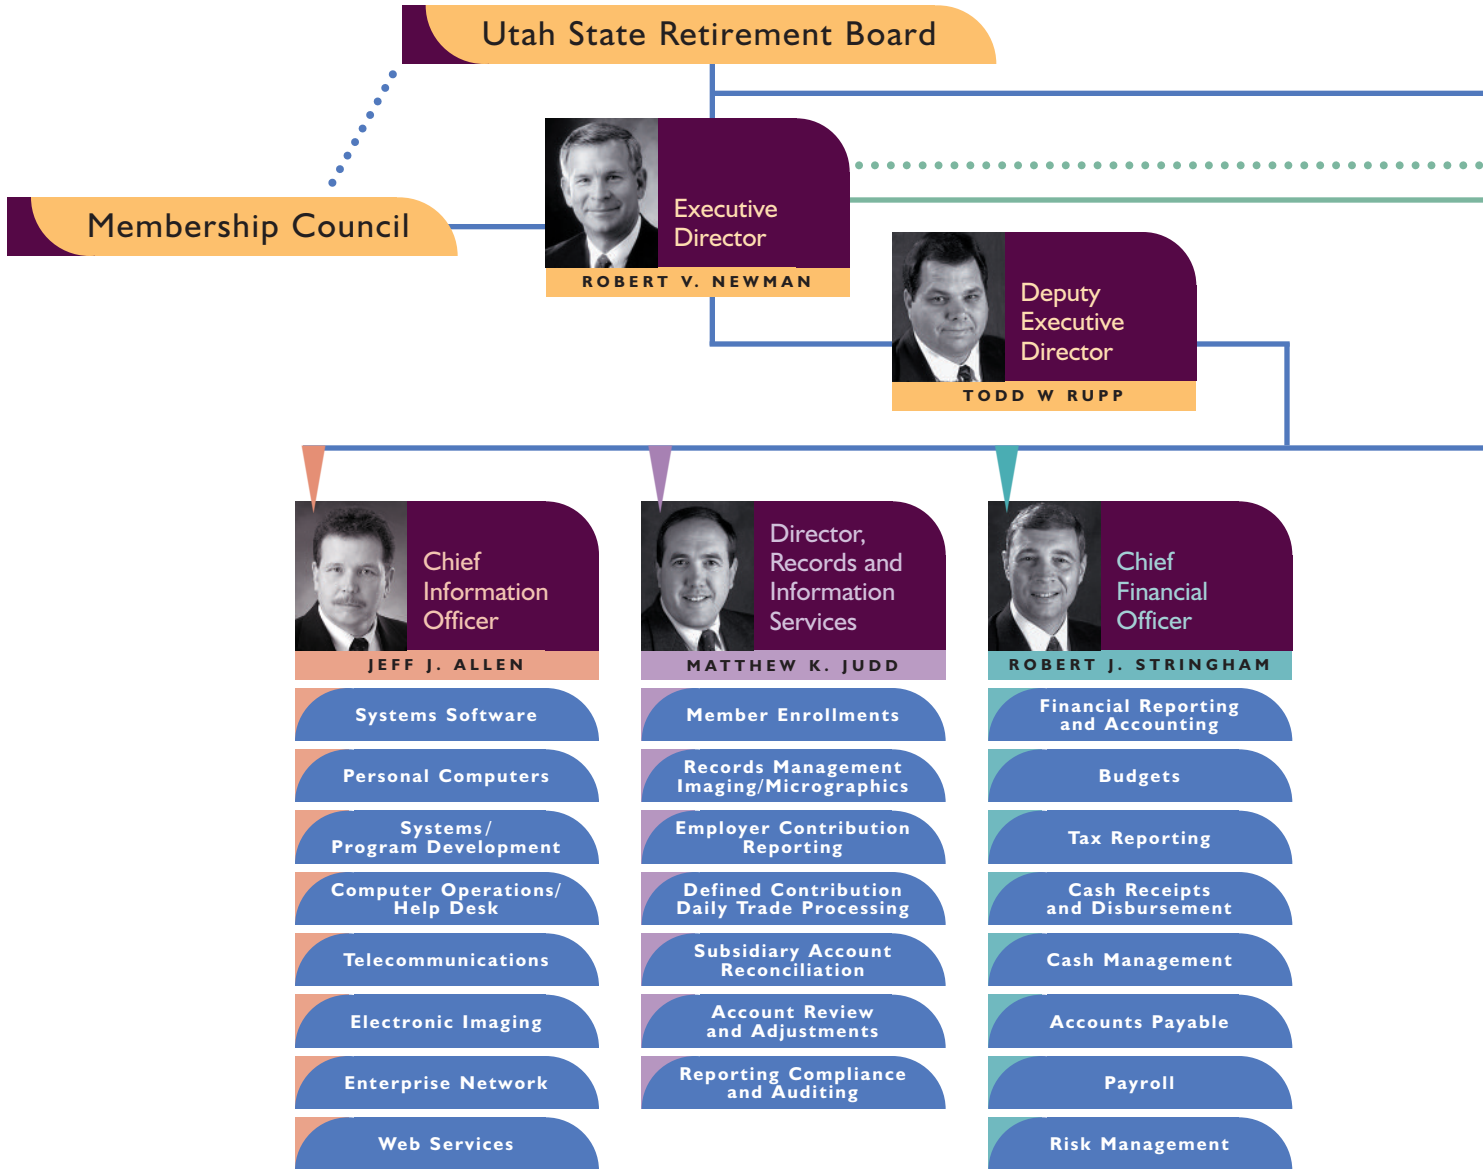 Utah State Retirement Board
Membership Council
Executive
Director
ROBERT V. NEWMAN
Deputy
Executive
Director
TODD W RUPP
Chief
Information
Officer
JEFF J. ALLEN
Systems Software
Personal Computers
Systems/
Program Development
Computer Operations/
Help Desk
Telecommunications
Electronic Imaging
Enterprise Network
Web Services
Director,
Records and
Information
Services
MATTHEW K. JUDD
Member Enrollments
Records Management
Imaging/Micrographics
Employer Contribution
Reporting
Defined Contribution
Daily Trade Processing
Subsidiary Account
Reconciliation
Account Review
and Adjustments
Reporting Compliance
and Auditing
Chief
Financial
Officer
ROBERT J. STRINGHAM
Financial Reporting
and Accounting
Budgets
Tax Reporting
Cash Receipts
and Disbursement
Cash Management
Accounts Payable
Payroll
Risk Management